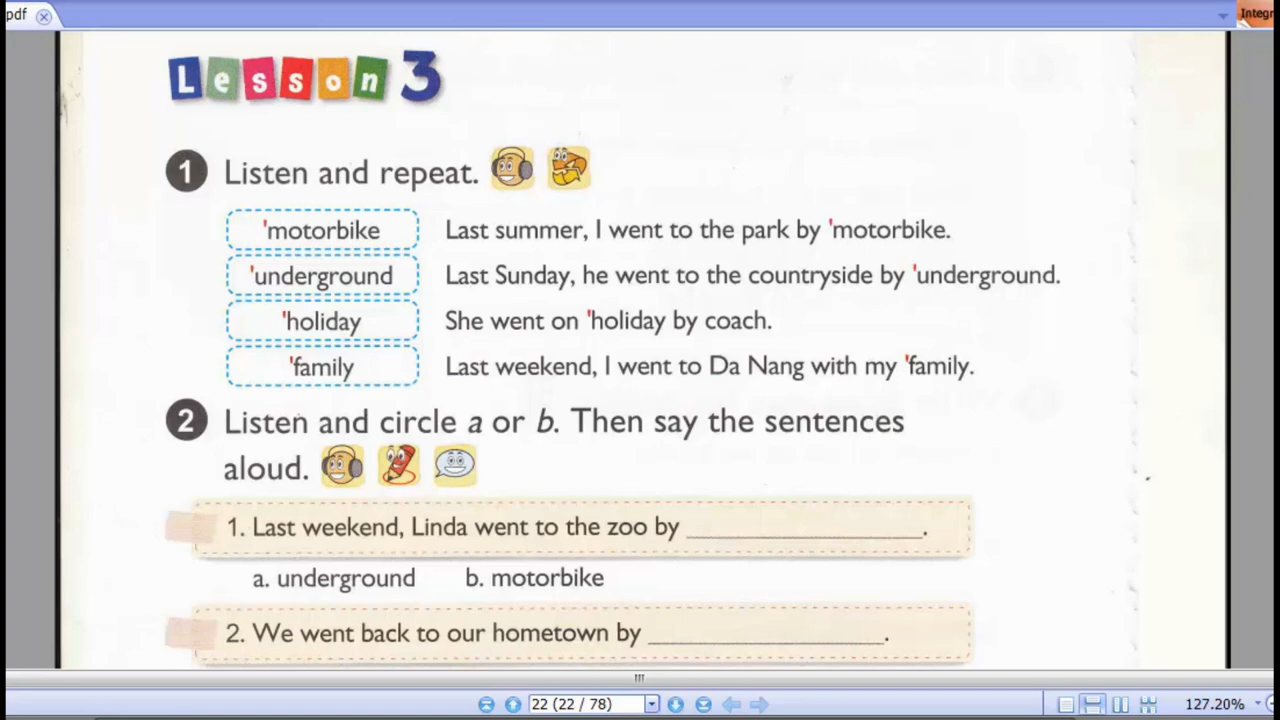 pdf
Integr
Lesson 3
1 Listen and repeat.
'motorbike Last summer, I went to the park by 'motorbike.
'underground Last Sunday, he went to the countryside by 'underground.
'holiday She went on 'holiday by coach.
'family Last weekend, I went to Da Nang with my 'family.
2 Listen and circle a or b. Then say the sentences
aloud.
1. Last weekend, Linda went to the zoo by ____________________.
a. underground b. motorbike
2. We went back to our hometown by ____________________.
22 (22 / 78) 127.20%